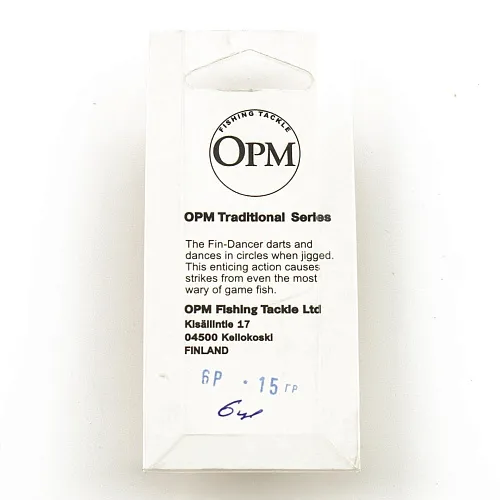 FISHING TACKLE
OPM
OPM Traditional Series
The Fin-Dancer darts and
dances in circles when jigged.
This enticing action causes
strikes from even the most
wary of game fish.
OPM Fishing Tackle Ltd
Kisällintie 17
04500 Kellokoski
FINLAND
6Р · 15 ГР